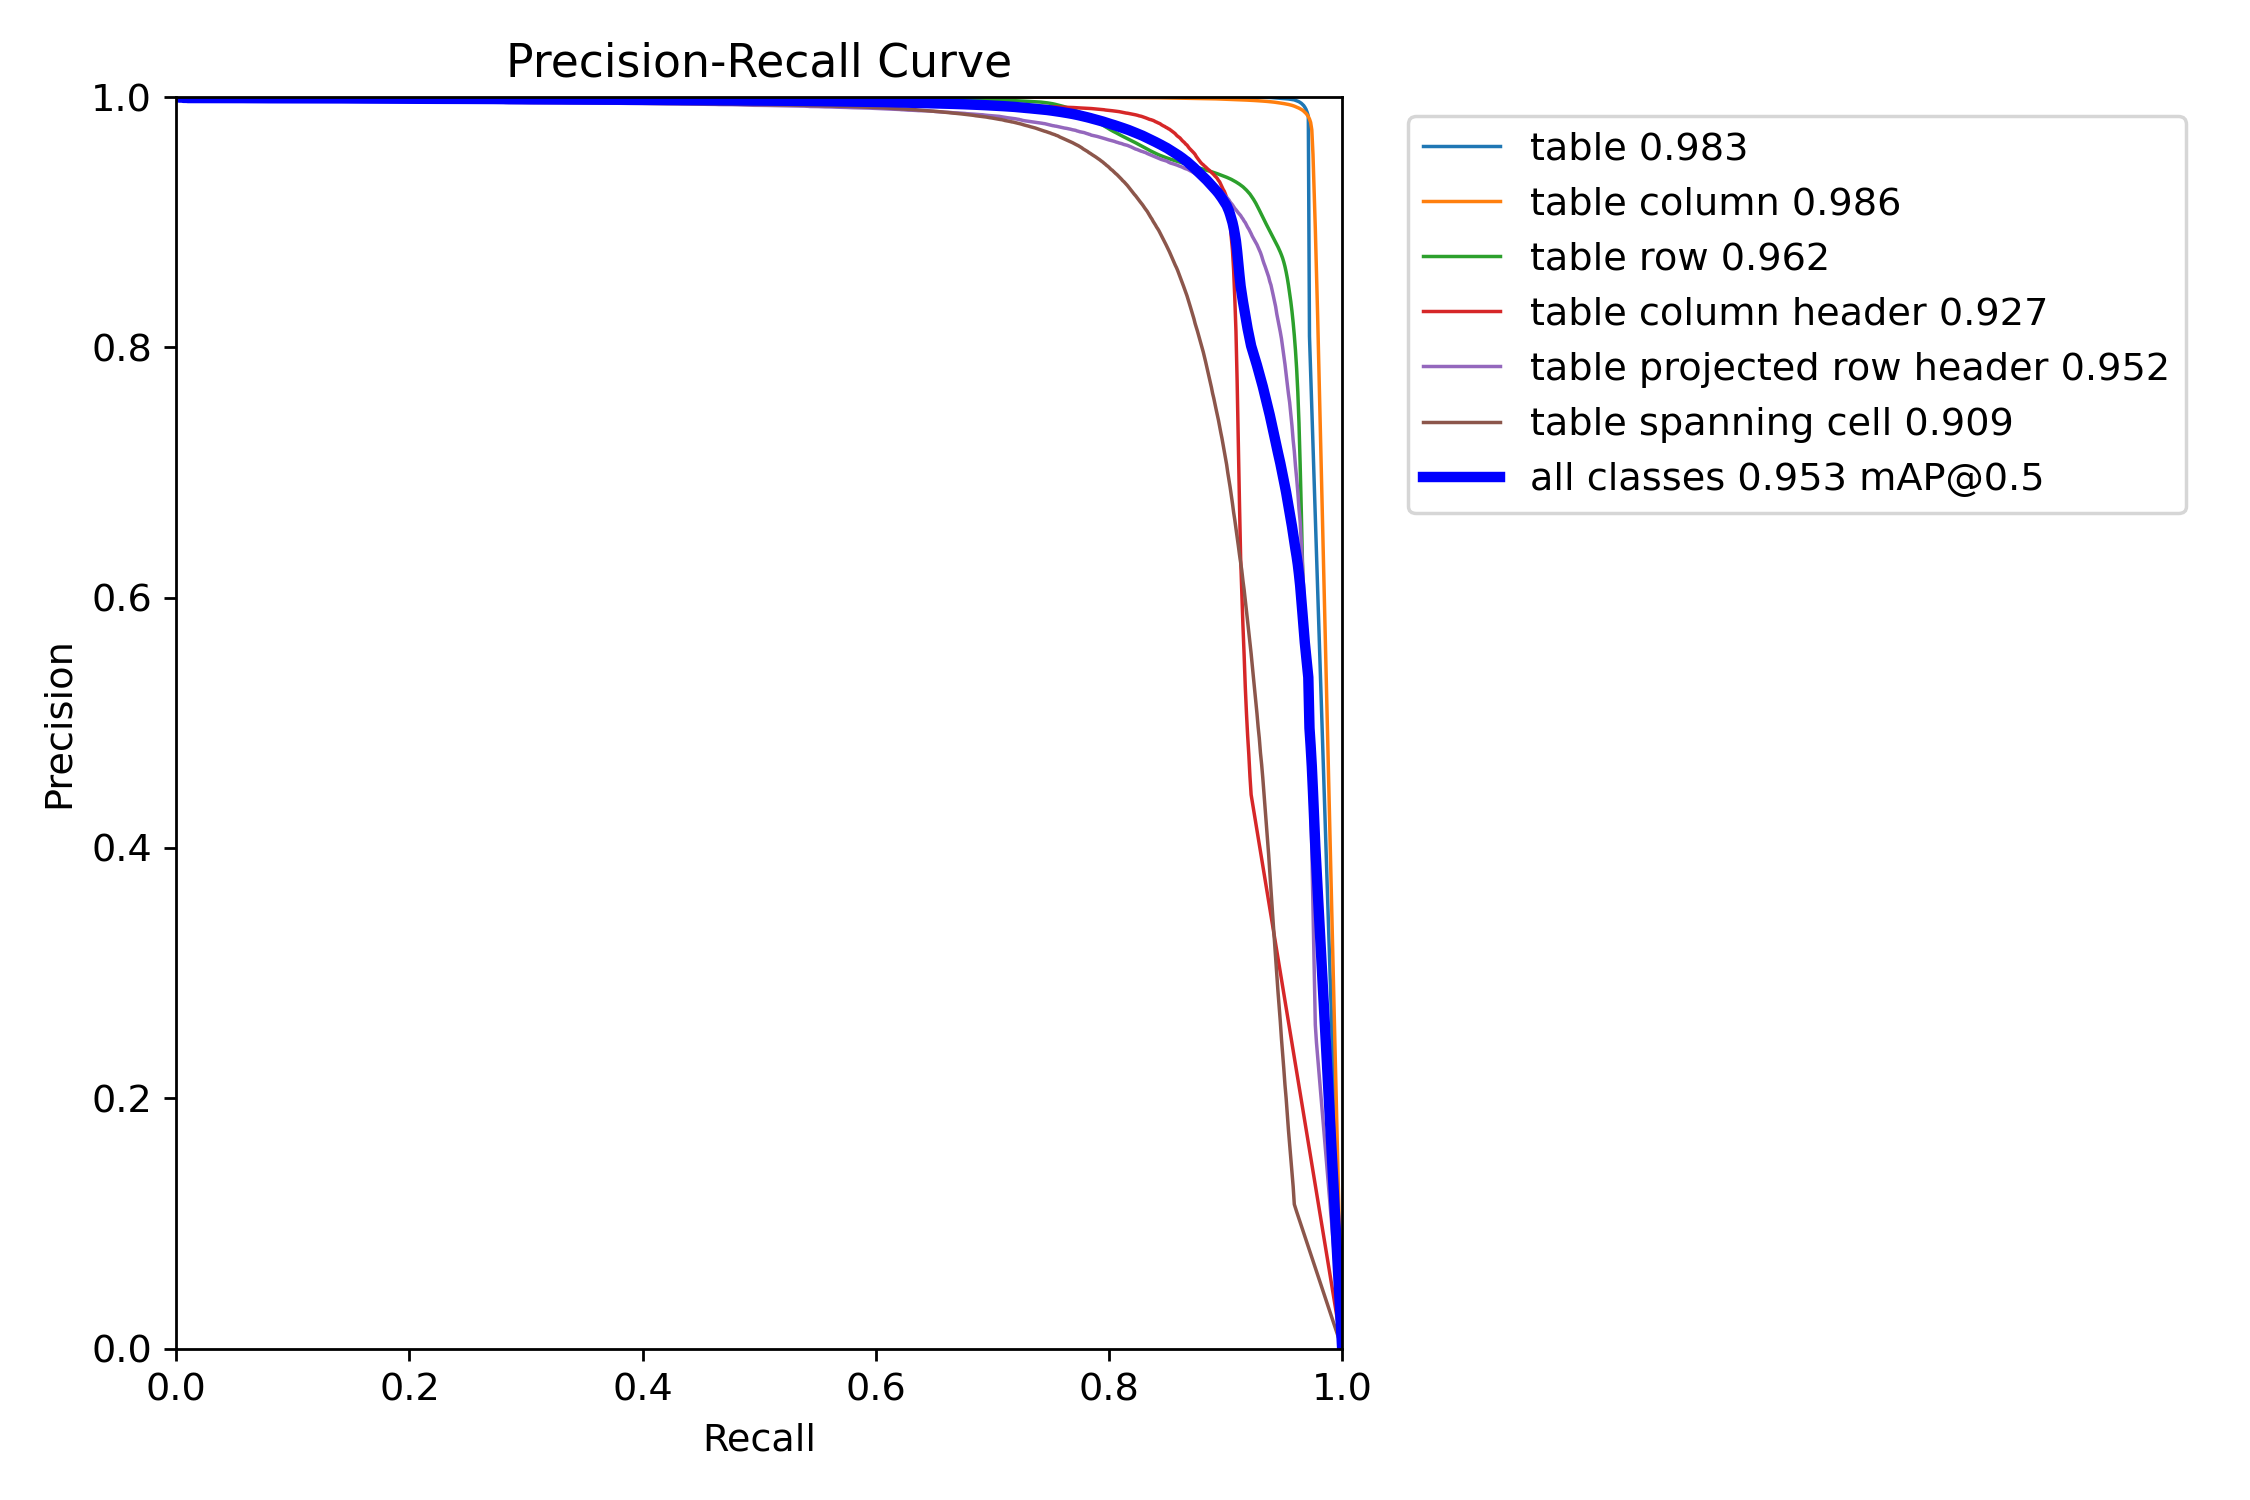 Precision-Recall Curve
1.0
0.8
0.6
0.4
0.2
0.0
Precision
0.0 0.2 0.4 0.6 0.8 1.0
Recall
table 0.983
table column 0.986
table row 0.962
table column header 0.927
table projected row header 0.952
table spanning cell 0.909
all classes 0.953 mAP@0.5